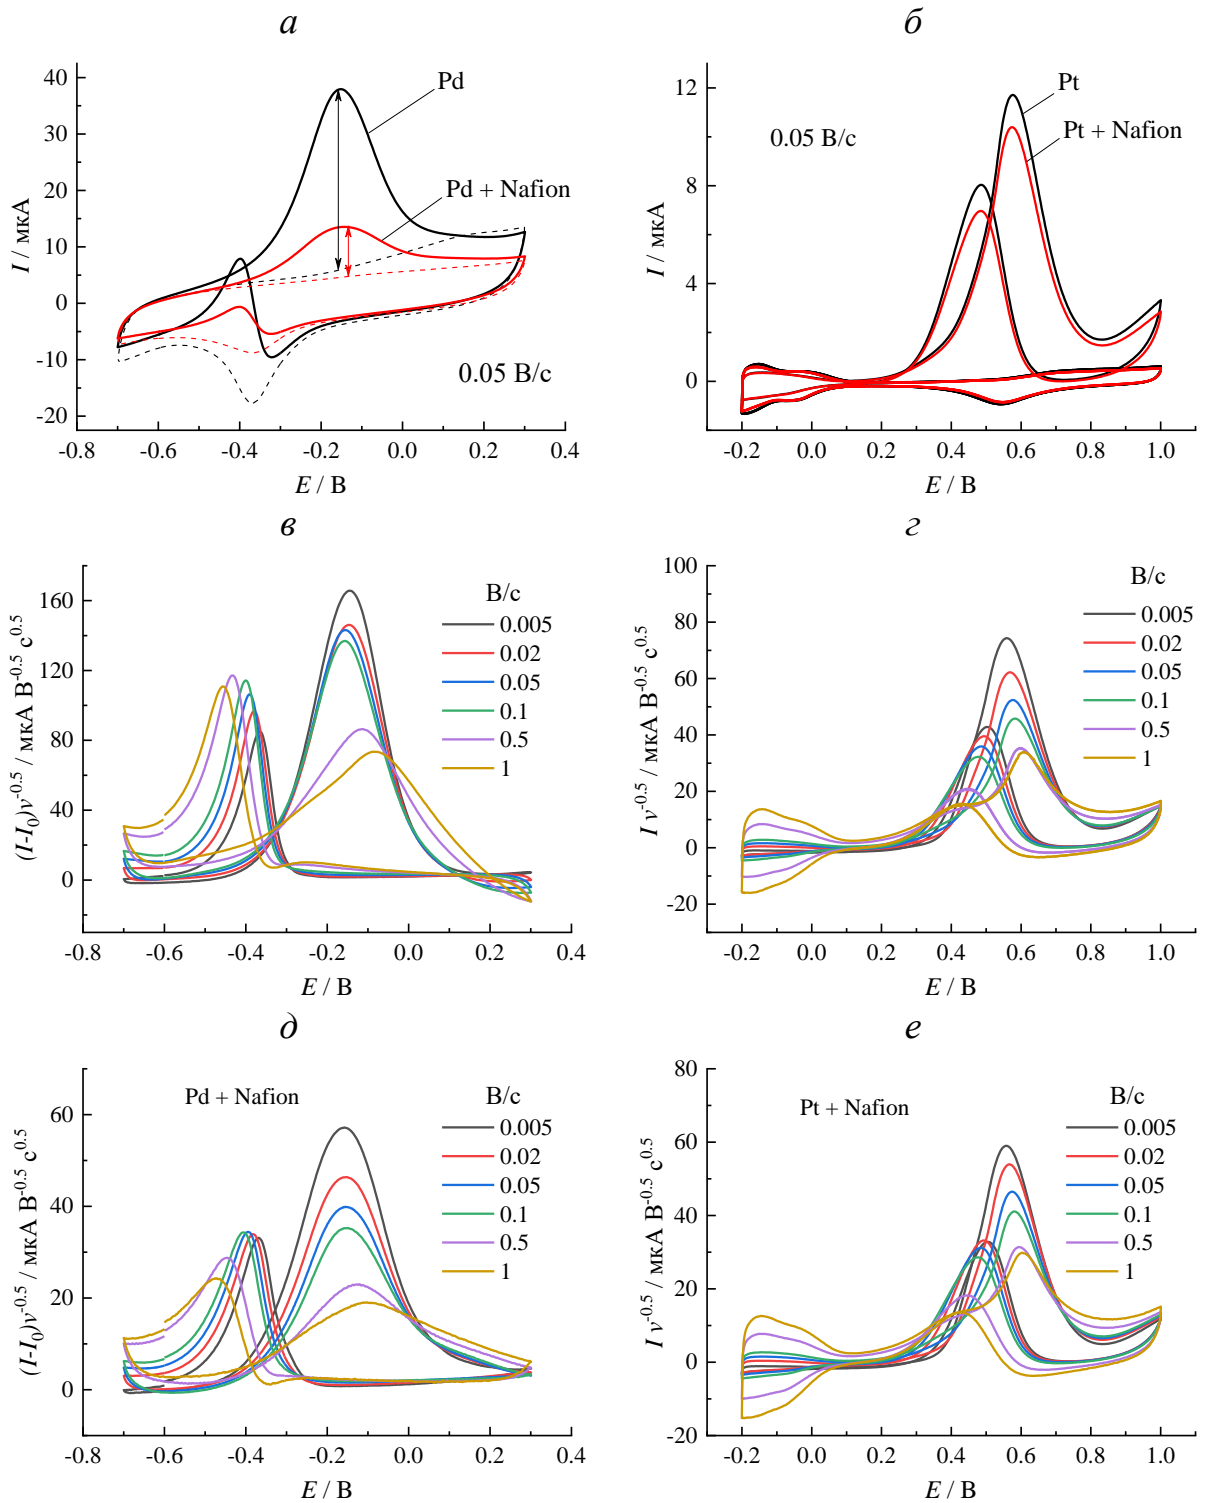 а
40
30
20
10
0
-10
-20
-0.8 -0.6 -0.4 -0.2 0.0 0.2 0.4
I / мкА
E / В
Pd
Pd + Nafion
0.05 В/с
б
12
8
4
0
-0.2 0.0 0.2 0.4 0.6 0.8 1.0
I / мкА
E / В
0.05 В/с
Pt
Pt + Nafion
в
160
120
80
40
0
-0.8 -0.6 -0.4 -0.2 0.0 0.2 0.4
(I-I₀)v⁻⁰·⁵ / мкА В⁻⁰·⁵ с⁰·⁵
E / В
В/с
0.005
0.02
0.05
0.1
0.5
1
г
100
80
60
40
20
0
-20
-0.2 0.0 0.2 0.4 0.6 0.8 1.0
I v⁻⁰·⁵ / мкА В⁻⁰·⁵ с⁰·⁵
E / В
В/с
0.005
0.02
0.05
0.1
0.5
1
д
60
40
20
0
-0.8 -0.6 -0.4 -0.2 0.0 0.2 0.4
(I-I₀)v⁻⁰·⁵ / мкА В⁻⁰·⁵ с⁰·⁵
E / В
Pd + Nafion
В/с
0.005
0.02
0.05
0.1
0.5
1
е
80
60
40
20
0
-20
-0.2 0.0 0.2 0.4 0.6 0.8 1.0
I v⁻⁰·⁵ / мкА В⁻⁰·⁵ с⁰·⁵
E / В
Pt + Nafion
В/с
0.005
0.02
0.05
0.1
0.5
1